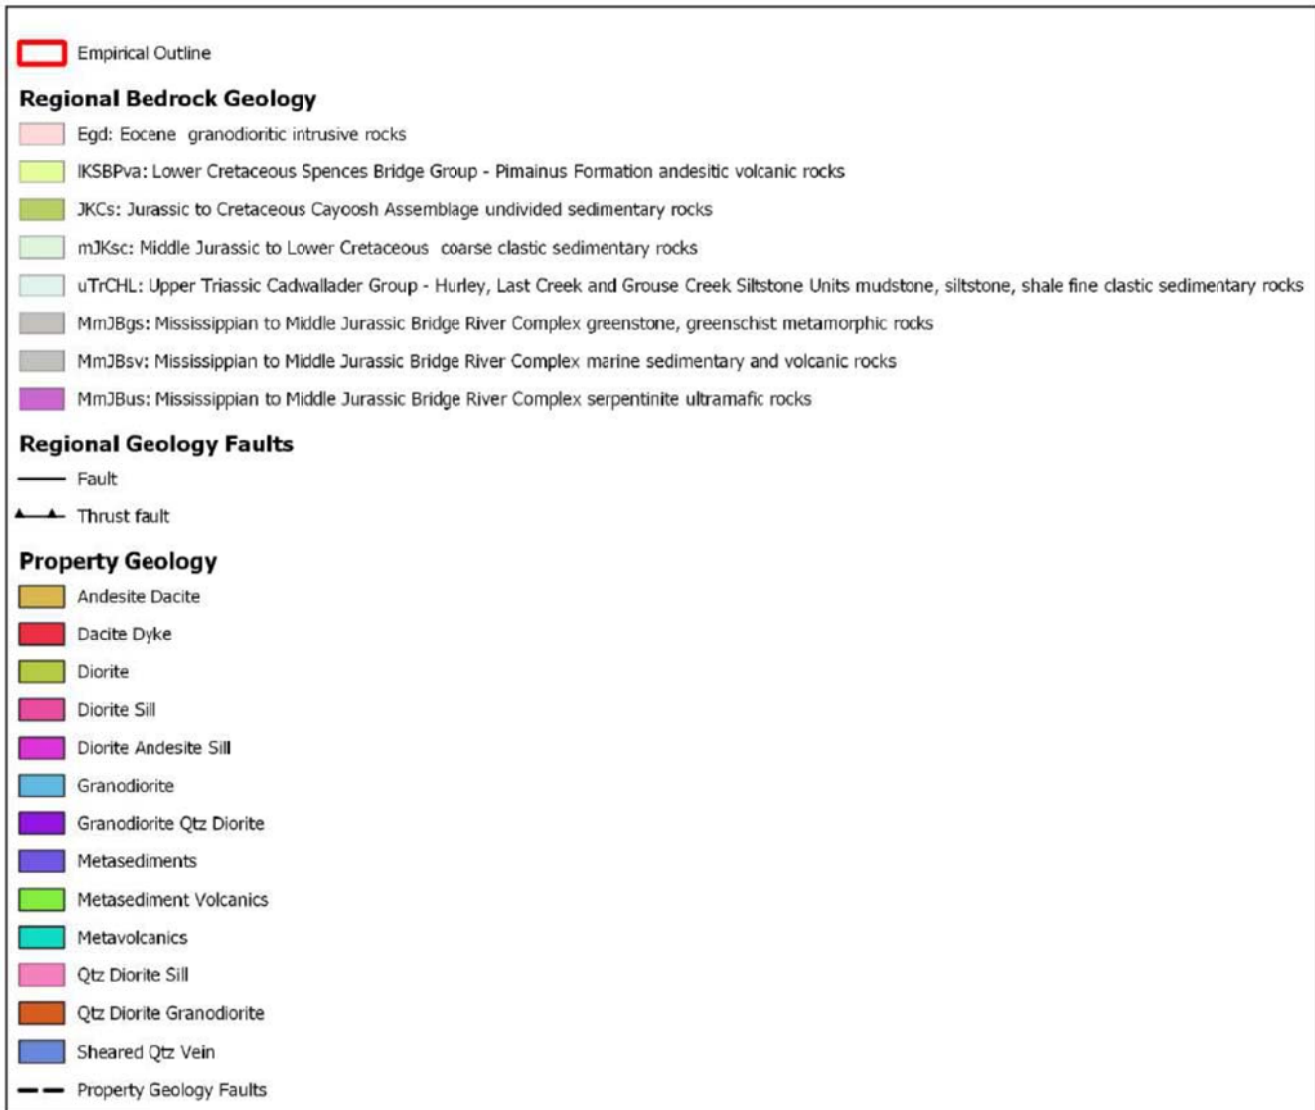 Empirical Outline
Regional Bedrock Geology
Egd: Eocene granodioritic intrusive rocks
lKSBPva: Lower Cretaceous Spences Bridge Group - Pimainus Formation andesitic volcanic rocks
JKCs: Jurassic to Cretaceous Cayoosh Assemblage undivided sedimentary rocks
mJKsc: Middle Jurassic to Lower Cretaceous coarse clastic sedimentary rocks
uTrCHL: Upper Triassic Cadwallader Group - Hurley, Last Creek and Grouse Creek Siltstone Units mudstone, siltstone, shale fine clastic sedimentary rocks
MmJBgs: Mississippian to Middle Jurassic Bridge River Complex greenstone, greenschist metamorphic rocks
MmJBsv: Mississippian to Middle Jurassic Bridge River Complex marine sedimentary and volcanic rocks
MmJBus: Mississippian to Middle Jurassic Bridge River Complex serpentinite ultramafic rocks
Regional Geology Faults
Fault
Thrust fault
Property Geology
Andesite Dacite
Dacite Dyke
Diorite
Diorite Sill
Diorite Andesite Sill
Granodiorite
Granodiorite Qtz Diorite
Metasediments
Metasediment Volcanics
Metavolcanics
Qtz Diorite Sill
Qtz Diorite Granodiorite
Sheared Qtz Vein
Property Geology Faults